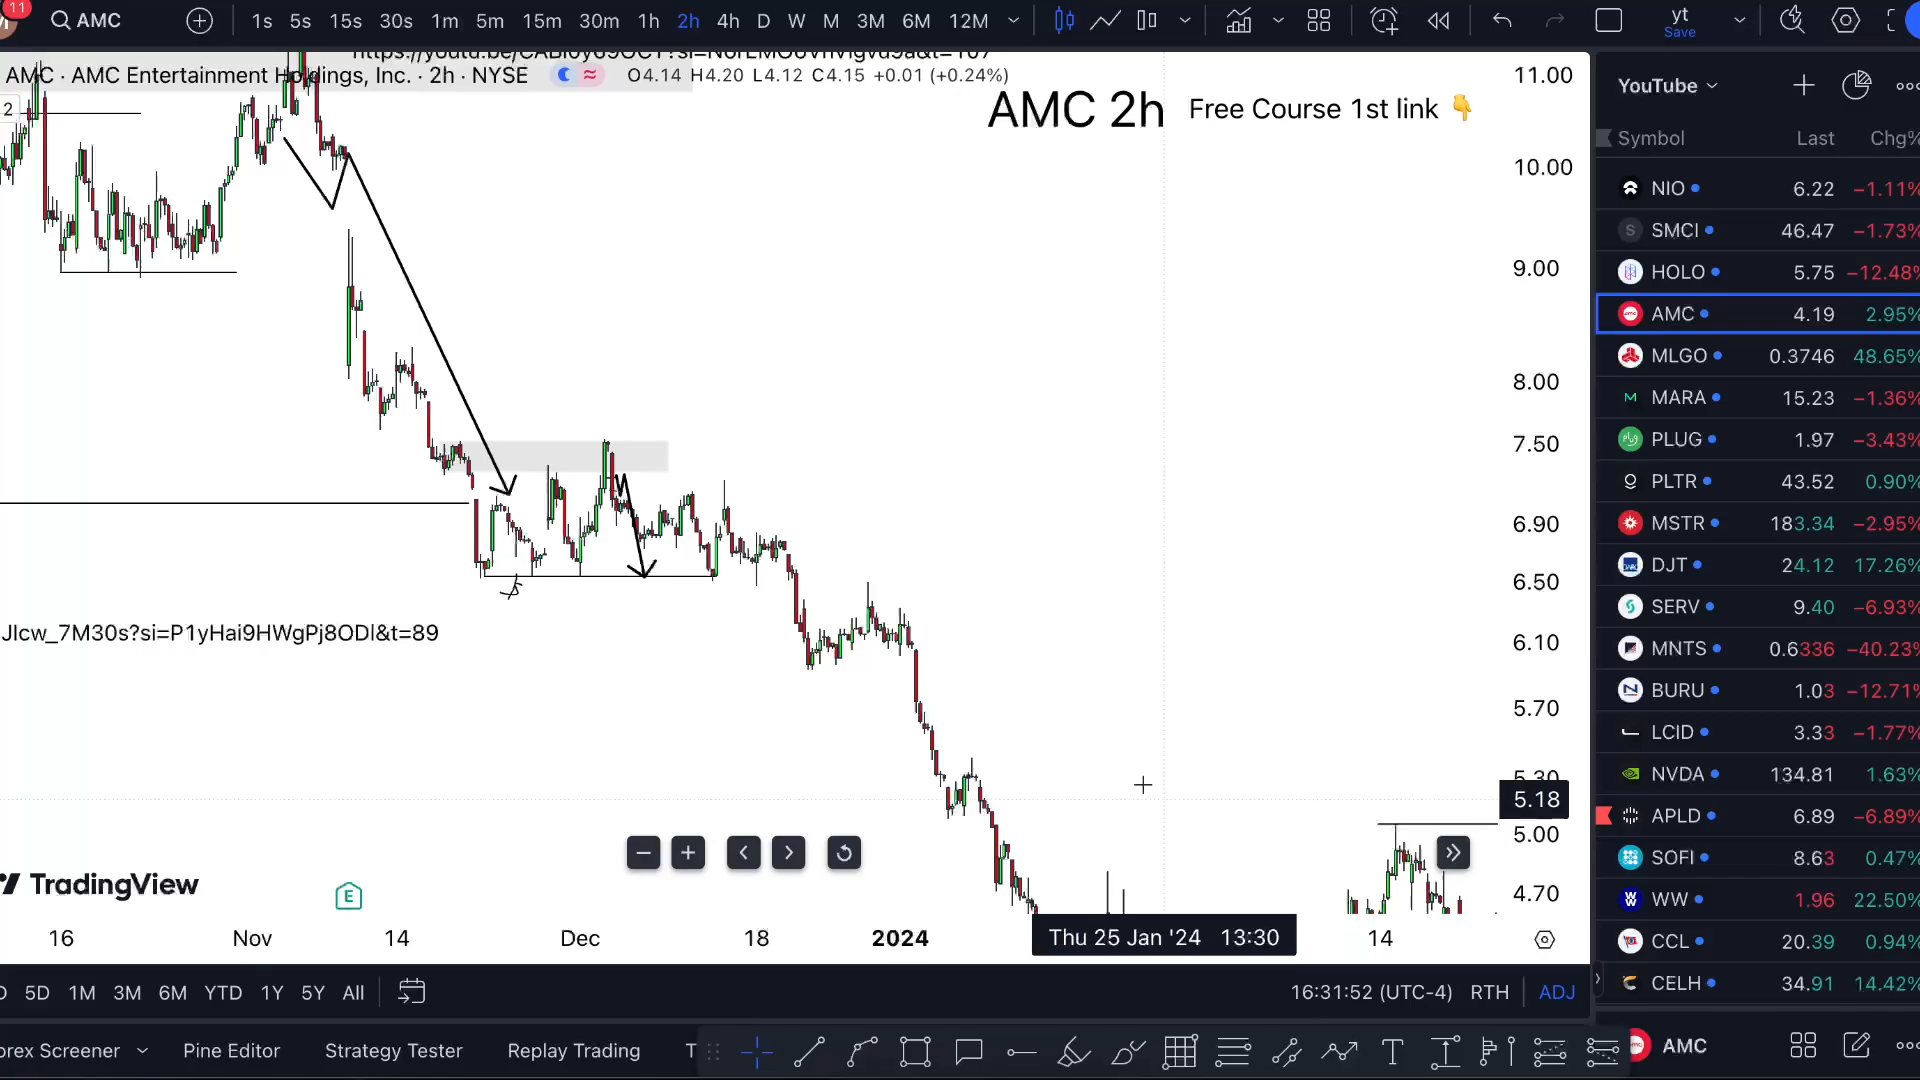 11
AMC
1s 5s 15s 30s 1m 5m 15m 30m 1h 2h 4h D W M 3M 6M 12M
yt
Save
AMC · AMC Entertainment Holdings, Inc. · 2h · NYSE
O4.14 H4.20 L4.12 C4.15 +0.01 (+0.24%)
2
AMC 2h
Free Course 1st link 👇
11.00
10.00
9.00
8.00
7.50
6.90
6.50
6.10
5.70
5.30
5.18
5.00
4.70
JIcw_7M30s?si=P1yHai9HWgPj8ODl&t=89
TradingView
E
16 Nov 14 Dec 18 2024 Thu 25 Jan '24 13:30 14
5D 1M 3M 6M YTD 1Y 5Y All
16:31:52 (UTC-4) RTH ADJ
orex Screener Pine Editor Strategy Tester Replay Trading T
YouTube
Symbol Last Chg%
NIO 6.22 −1.11%
SMCI 46.47 −1.73%
HOLO 5.75 −12.48%
AMC 4.19 2.95%
MLGO 0.3746 48.65%
MARA 15.23 −1.36%
PLUG 1.97 −3.43%
PLTR 43.52 0.90%
MSTR 183.34 −2.95%
DJT 24.12 17.26%
SERV 9.40 −6.93%
MNTS 0.6336 −40.23%
BURU 1.03 −12.71%
LCID 3.33 −1.77%
NVDA 134.81 1.63%
APLD 6.89 −6.89%
SOFI 8.63 0.47%
WW 1.96 22.50%
CCL 20.39 0.94%
CELH 34.91 14.42%
AMC